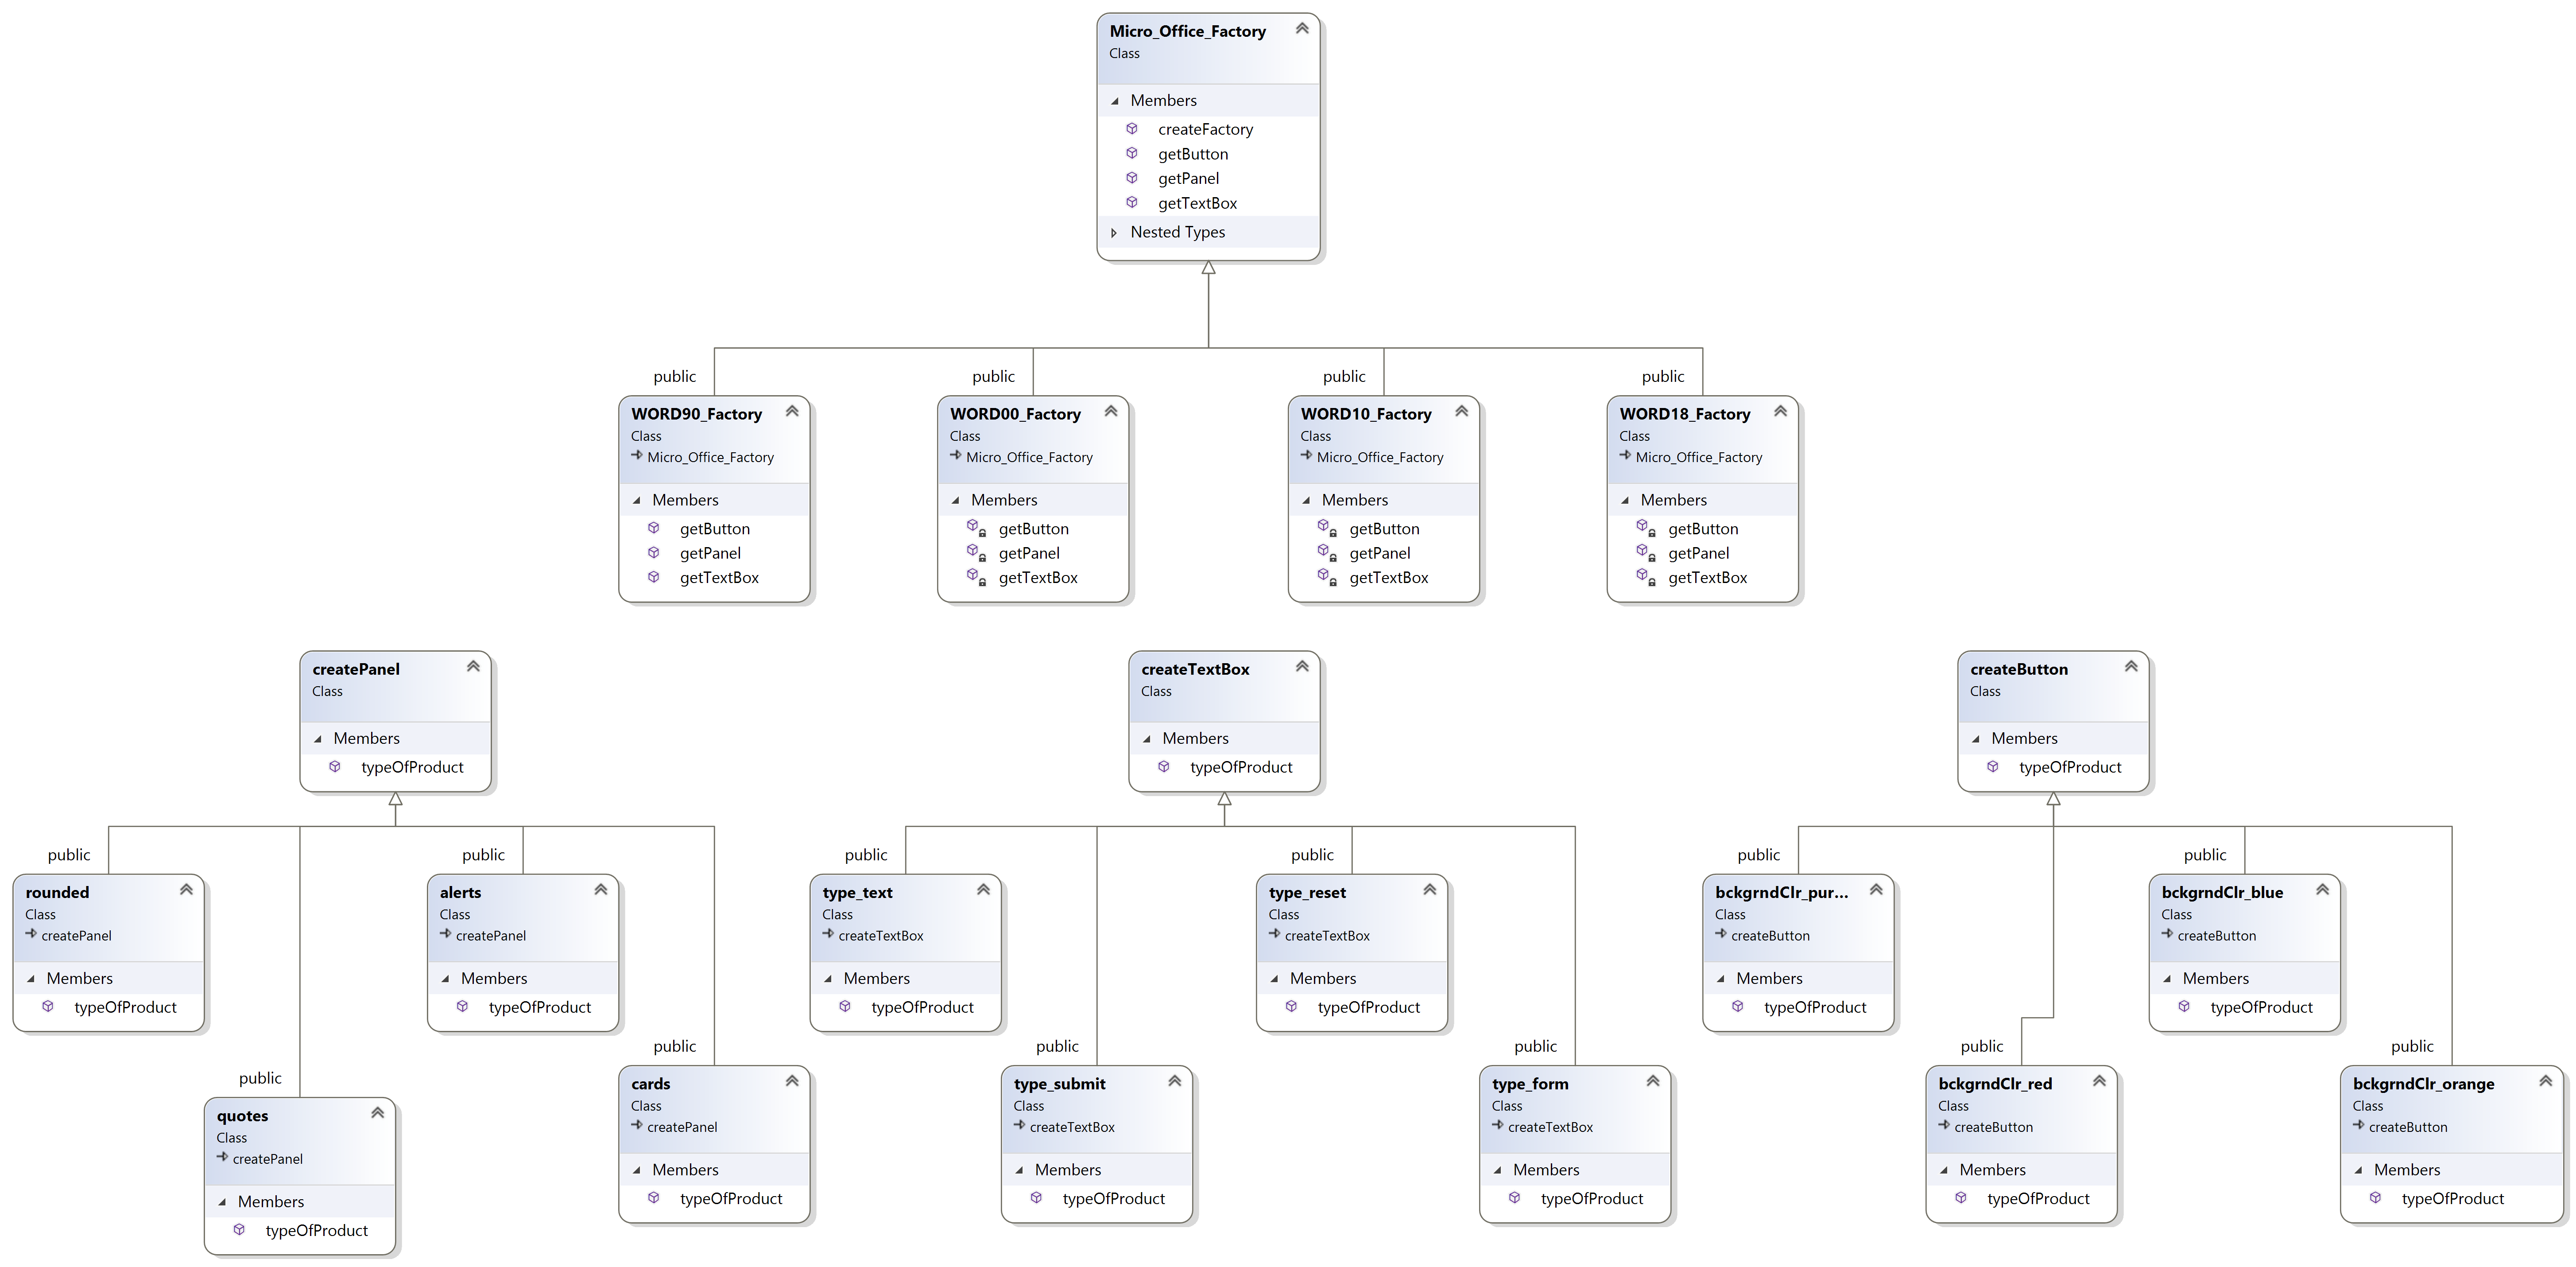 Micro_Office_Factory
Class
Members
createFactory
getButton
getPanel
getTextBox
Nested Types
public
WORD90_Factory
Class
Micro_Office_Factory
Members
getButton
getPanel
getTextBox
public
WORD00_Factory
Class
Micro_Office_Factory
Members
getButton
getPanel
getTextBox
public
WORD10_Factory
Class
Micro_Office_Factory
Members
getButton
getPanel
getTextBox
public
WORD18_Factory
Class
Micro_Office_Factory
Members
getButton
getPanel
getTextBox
createPanel
Class
Members
typeOfProduct
public
rounded
Class
createPanel
Members
typeOfProduct
public
quotes
Class
createPanel
Members
typeOfProduct
public
alerts
Class
createPanel
Members
typeOfProduct
public
cards
Class
createPanel
Members
typeOfProduct
createTextBox
Class
Members
typeOfProduct
public
type_text
Class
createTextBox
Members
typeOfProduct
public
type_submit
Class
createTextBox
Members
typeOfProduct
public
type_reset
Class
createTextBox
Members
typeOfProduct
public
type_form
Class
createTextBox
Members
typeOfProduct
createButton
Class
Members
typeOfProduct
public
bckgrndClr_pur...
Class
createButton
Members
typeOfProduct
public
bckgrndClr_red
Class
createButton
Members
typeOfProduct
public
bckgrndClr_blue
Class
createButton
Members
typeOfProduct
public
bckgrndClr_orange
Class
createButton
Members
typeOfProduct